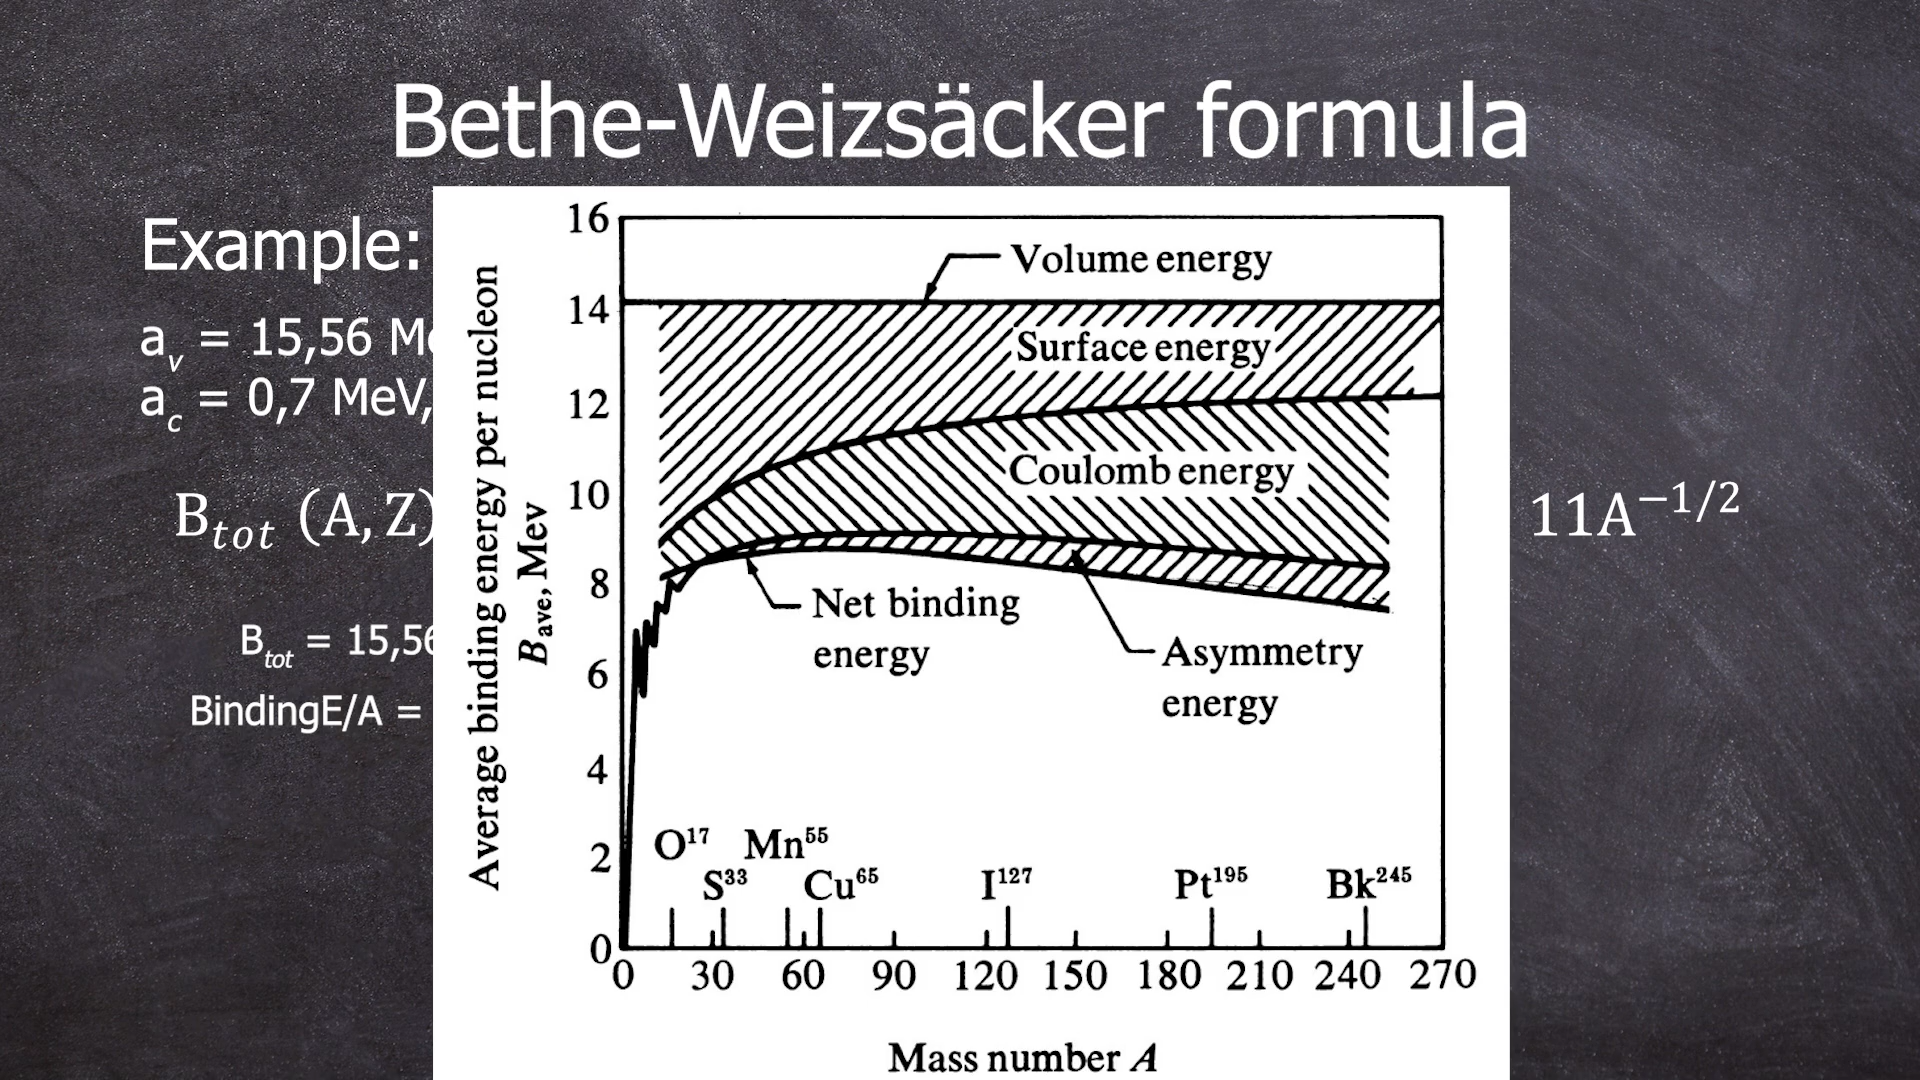 Bethe-Weizsäcker formula
Example:
a_v = 15,56 Me
a_c = 0,7 MeV,
B_tot (A, Z)
11A^−1/2
B_tot = 15,56
BindingE/A =
Average binding energy per nucleon
B_ave, Mev
16
14
12
10
8
6
4
2
0
Volume energy
Surface energy
Coulomb energy
Net binding
energy
Asymmetry
energy
O^17 Mn^55
S^33 Cu^65 I^127 Pt^195 Bk^245
0 30 60 90 120 150 180 210 240 270
Mass number A